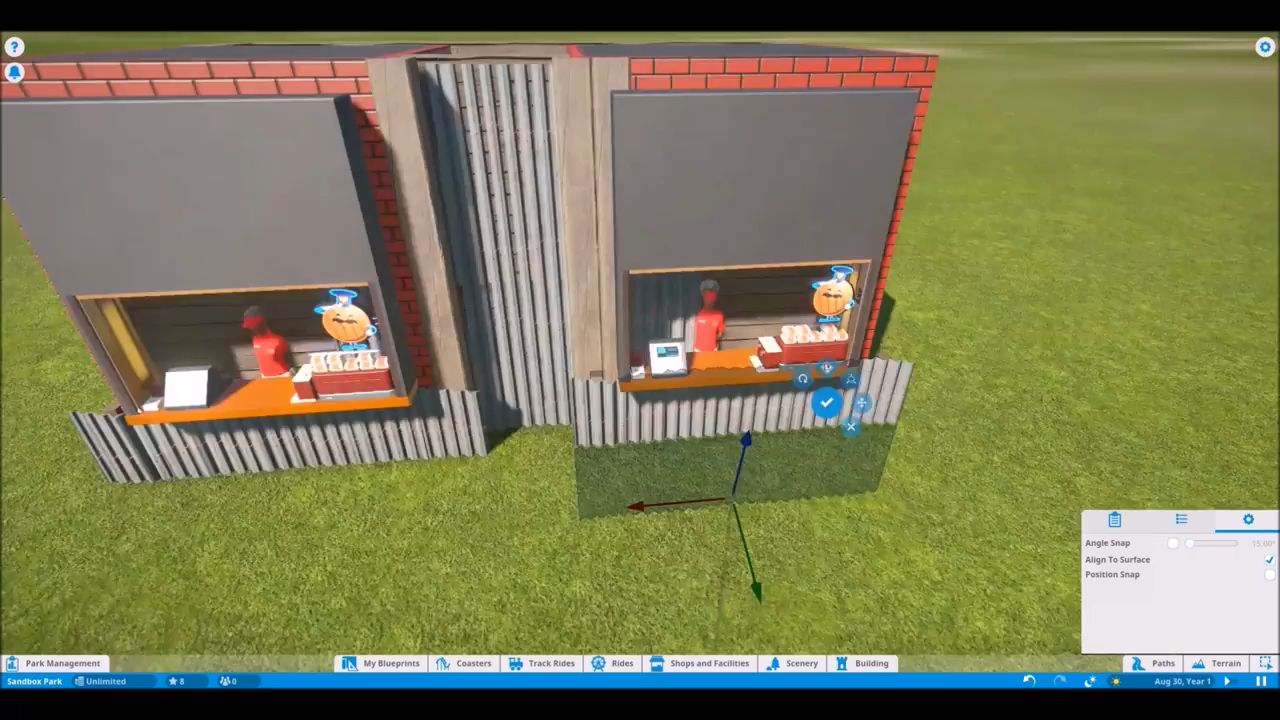 ?
Angle Snap 15.00°
Align To Surface
Position Snap
Park Management My Blueprints Coasters Track Rides Rides Shops and Facilities Scenery Building Paths Terrain
Sandbox Park Unlimited 8 0 Aug 30, Year 1